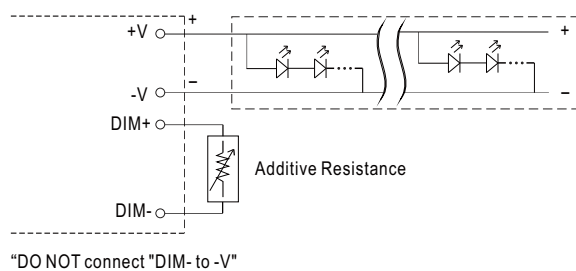 +V
+
+
-V
−
−
DIM+
Additive Resistance
DIM-
“DO NOT connect "DIM- to -V"